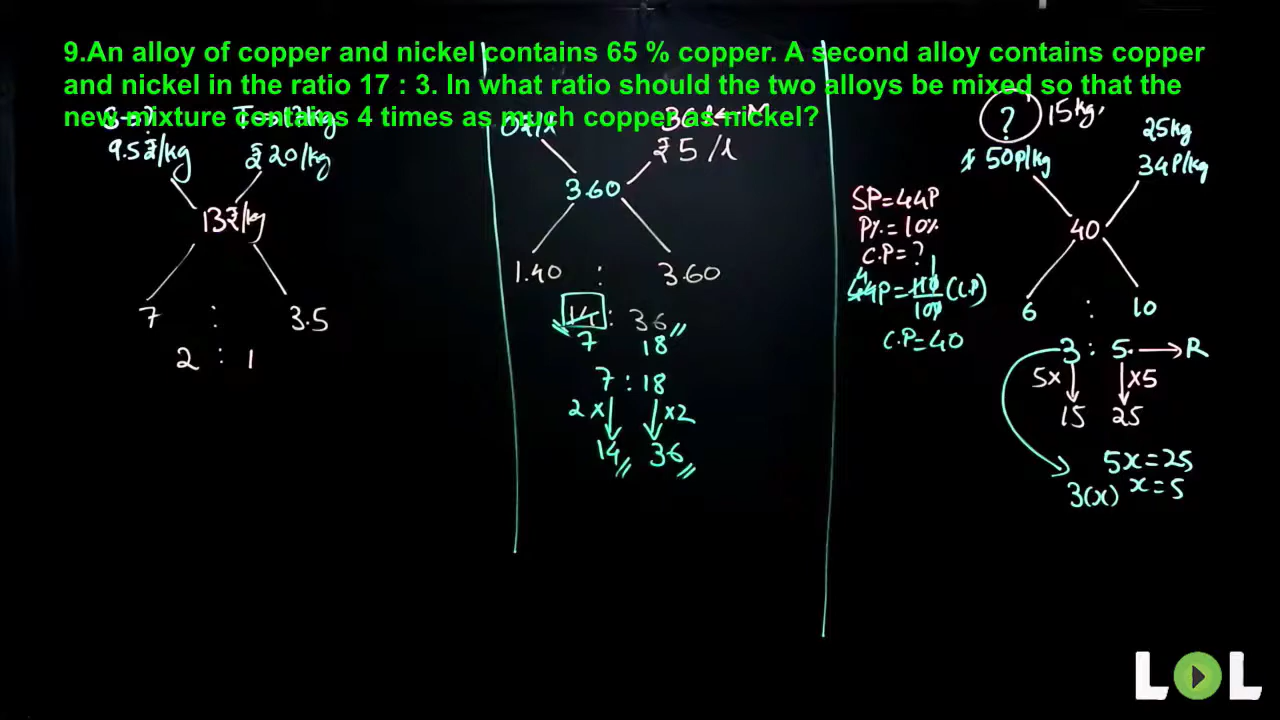 9.An alloy of copper and nickel contains 65 % copper. A second alloy contains copper
and nickel in the ratio 17 : 3. In what ratio should the two alloys be mixed so that the
new mixture contains 4 times as much copper as nickel?
9.5₹/kg
₹20/kg
13₹/kg
7 : 3.5
2 : 1
₹5 /l
3.60
1.40 : 3.60
14 : 36
7 18
7 : 18
2 x x2
14 36
? 15kg,
25kg
50P/kg
34P/kg
40
SP=44P
P%=10%
C.P=?
44P=110/100(C.P)
C.P=40
6 : 10
3 : 5 R
5x x5
15 25
5x=25
3(x) x=5
LOL